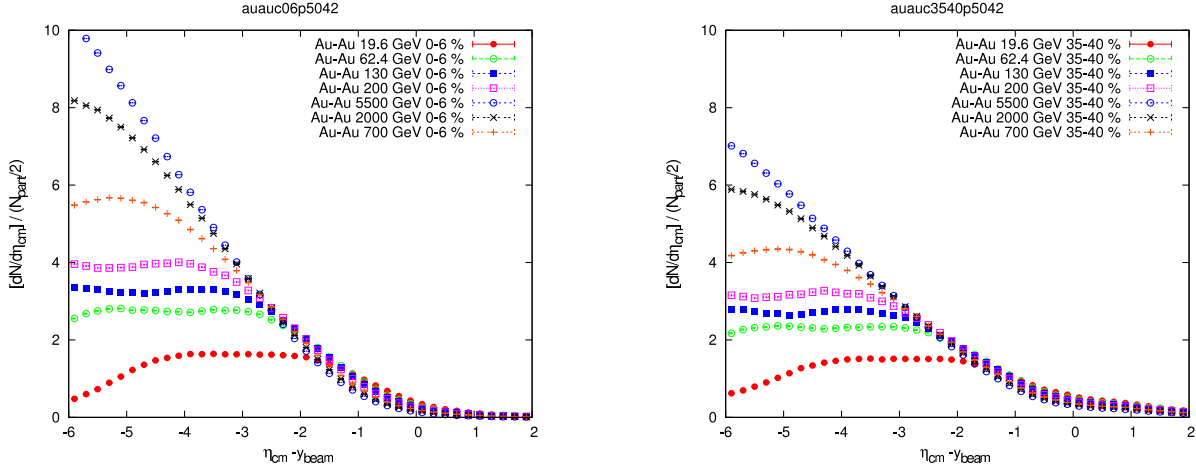 auauc06p5042
[dN/dη_cm] / (N_part/2)
10
8
6
4
2
0
Au-Au 19.6 GeV 0-6 %
Au-Au 62.4 GeV 0-6 %
Au-Au 130 GeV 0-6 %
Au-Au 200 GeV 0-6 %
Au-Au 5500 GeV 0-6 %
Au-Au 2000 GeV 0-6 %
Au-Au 700 GeV 0-6 %
-6 -5 -4 -3 -2 -1 0 1 2
η_cm -y_beam
auauc3540p5042
[dN/dη_cm] / (N_part/2)
10
8
6
4
2
0
Au-Au 19.6 GeV 35-40 %
Au-Au 62.4 GeV 35-40 %
Au-Au 130 GeV 35-40 %
Au-Au 200 GeV 35-40 %
Au-Au 5500 GeV 35-40 %
Au-Au 2000 GeV 35-40 %
Au-Au 700 GeV 35-40 %
-6 -5 -4 -3 -2 -1 0 1 2
η_cm -y_beam